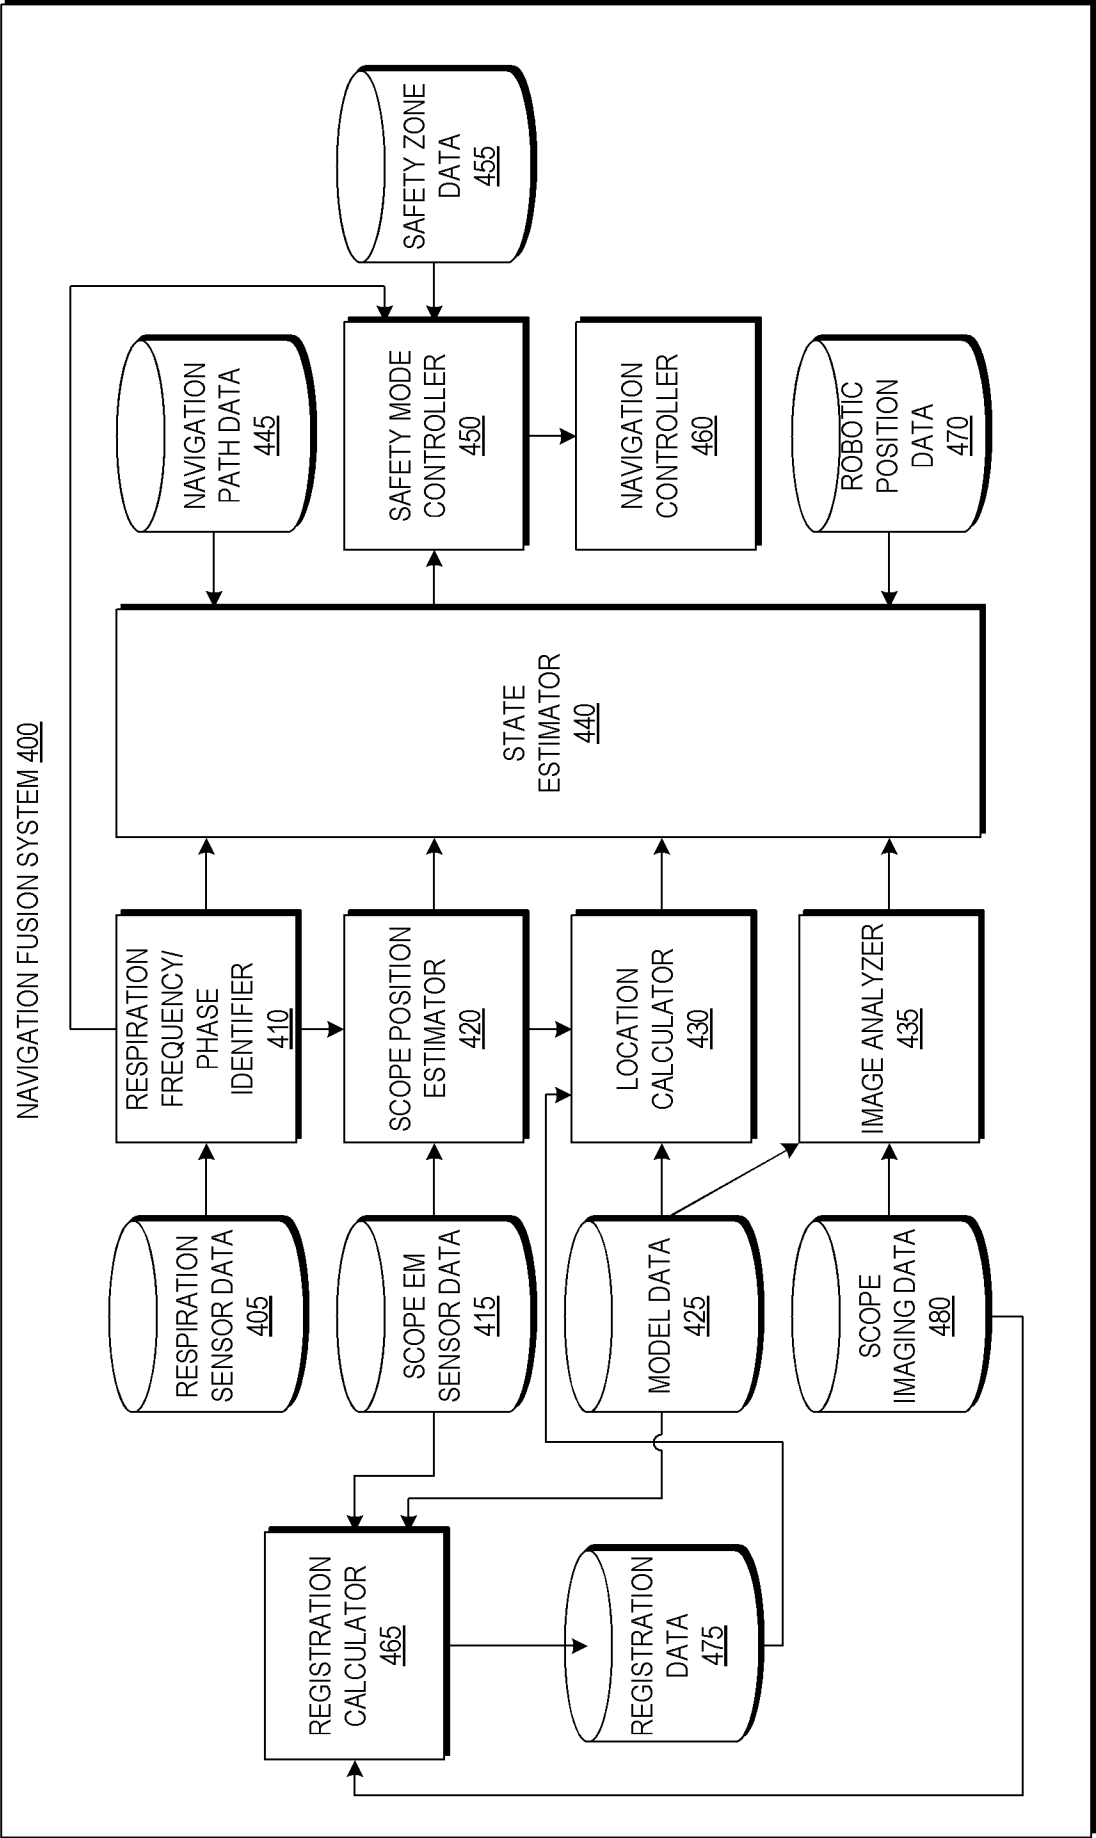 NAVIGATION FUSION SYSTEM 400
RESPIRATION
SENSOR DATA
405
RESPIRATION
FREQUENCY/
PHASE
IDENTIFIER
410
NAVIGATION
PATH DATA
445
REGISTRATION
CALCULATOR
465
SCOPE EM
SENSOR DATA
415
SCOPE POSITION
ESTIMATOR
420
STATE
ESTIMATOR
440
SAFETY MODE
CONTROLLER
450
SAFETY ZONE
DATA
455
REGISTRATION
DATA
475
MODEL DATA
425
LOCATION
CALCULATOR
430
NAVIGATION
CONTROLLER
460
SCOPE
IMAGING DATA
480
IMAGE ANALYZER
435
ROBOTIC
POSITION
DATA
470